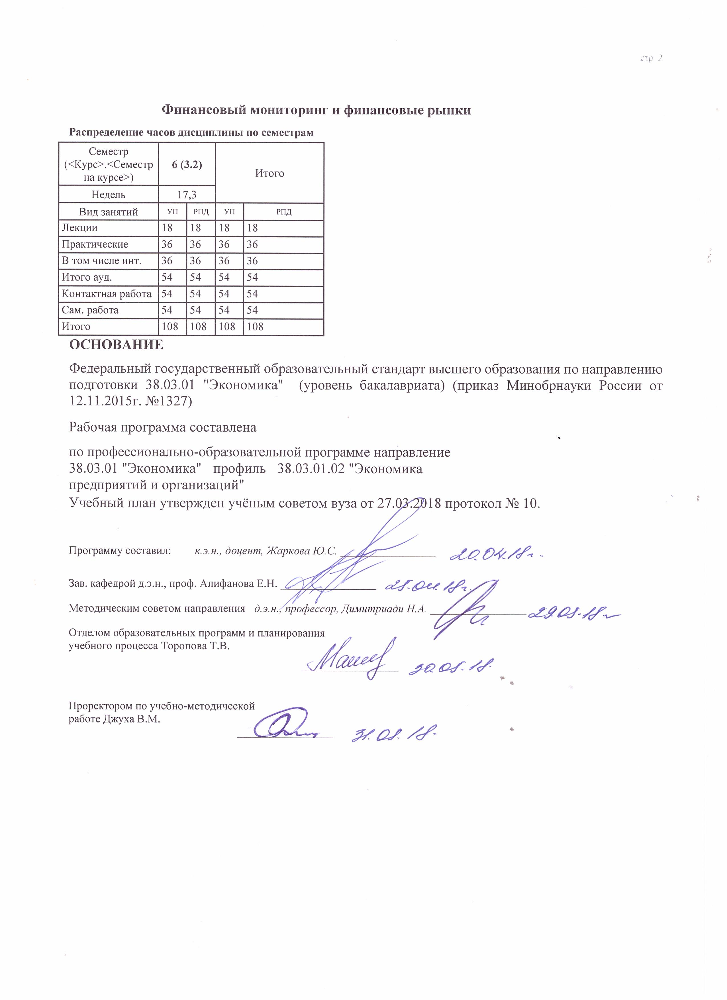 стр 2
Финансовый мониторинг и финансовые рынки
Распределение часов дисциплины по семестрам
Семестр
(<Курс>.<Семестр
на курсе>)
6 (3.2)
Итого
Недель 17,3
Вид занятий УП РПД УП РПД
Лекции 18 18 18 18
Практические 36 36 36 36
В том числе инт. 36 36 36 36
Итого ауд. 54 54 54 54
Контактная работа 54 54 54 54
Сам. работа 54 54 54 54
Итого 108 108 108 108
ОСНОВАНИЕ
Федеральный государственный образовательный стандарт высшего образования по направлению
подготовки 38.03.01 "Экономика" (уровень бакалавриата) (приказ Минобрнауки России от
12.11.2015г. №1327)
Рабочая программа составлена
по профессионально-образовательной программе направление
38.03.01 "Экономика" профиль 38.03.01.02 "Экономика
предприятий и организаций"
Учебный план утвержден учёным советом вуза от 27.03.2018 протокол № 10.
Программу составил: к.э.н., доцент, Жаркова Ю.С. 20.04.18г.
Зав. кафедрой д.э.н., проф. Алифанова Е.Н. 25.04.18г.
Методическим советом направления д.э.н., профессор, Димитриади Н.А. 29.05.18г
Отделом образовательных программ и планирования
учебного процесса Торопова Т.В.
30.05.18.
Проректором по учебно-методической
работе Джуха В.М.
31.05.18.